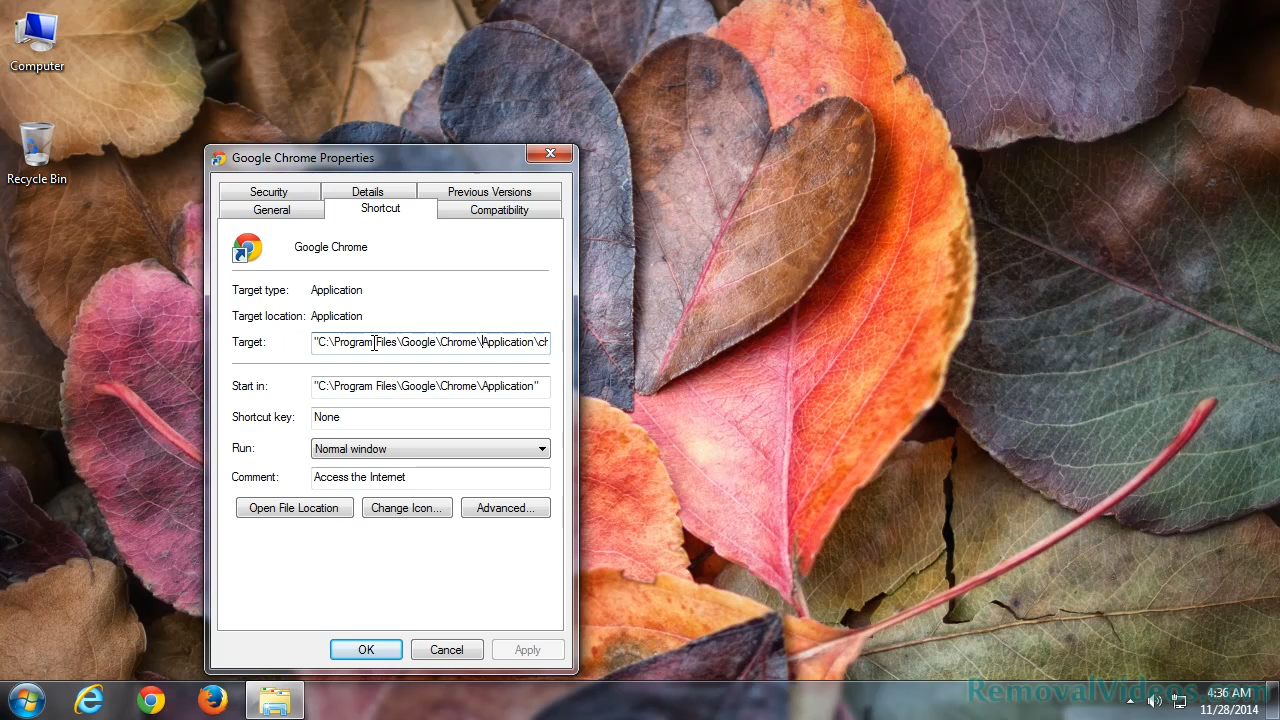 Computer
Recycle Bin
Google Chrome Properties
Security Details Previous Versions
General Shortcut Compatibility
Google Chrome
Target type: Application
Target location: Application
Target: "C:\Program Files\Google\Chrome\Application\ch
Start in: "C:\Program Files\Google\Chrome\Application"
Shortcut key: None
Run: Normal window
Comment: Access the Internet
Open File Location Change Icon... Advanced...
OK Cancel Apply
RemovalVideos.com
4:36 AM
11/28/2014